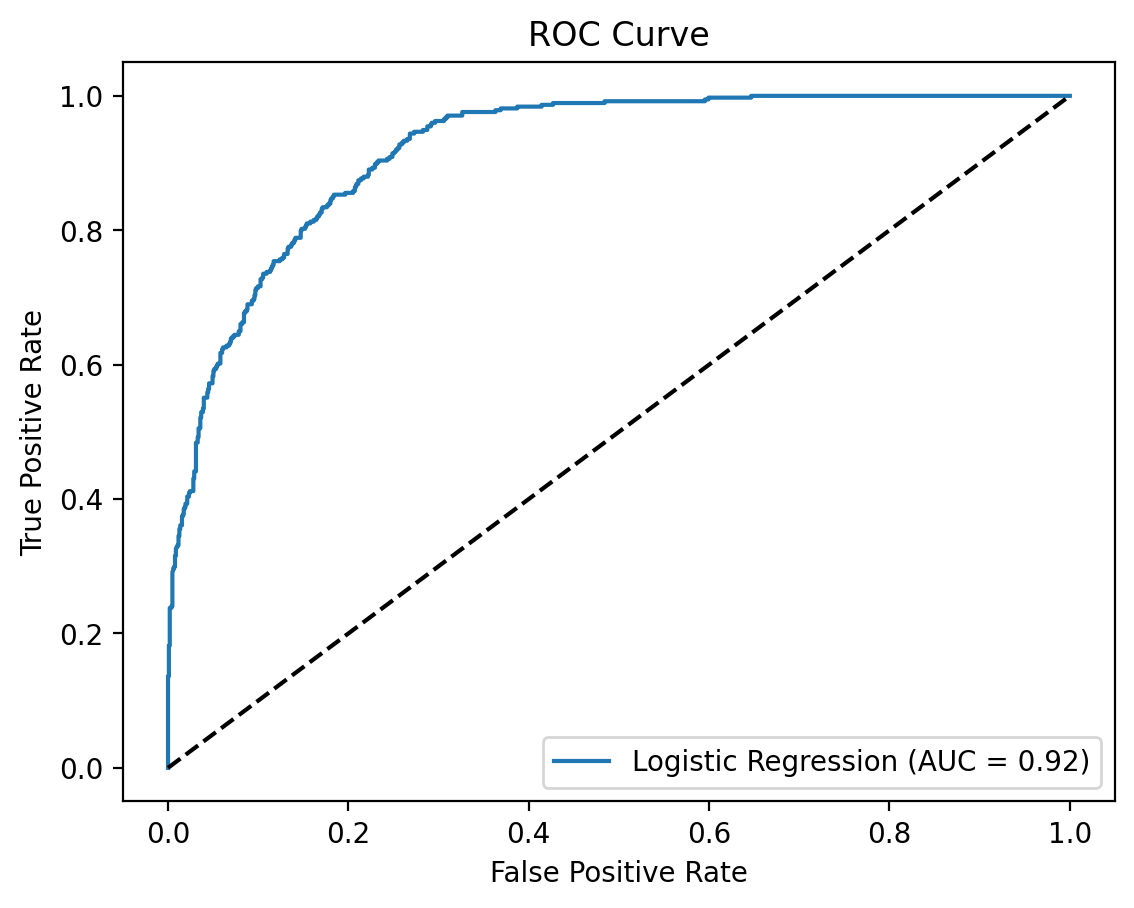 ROC Curve
True Positive Rate
1.0
0.8
0.6
0.4
0.2
0.0
Logistic Regression (AUC = 0.92)
0.0 0.2 0.4 0.6 0.8 1.0
False Positive Rate